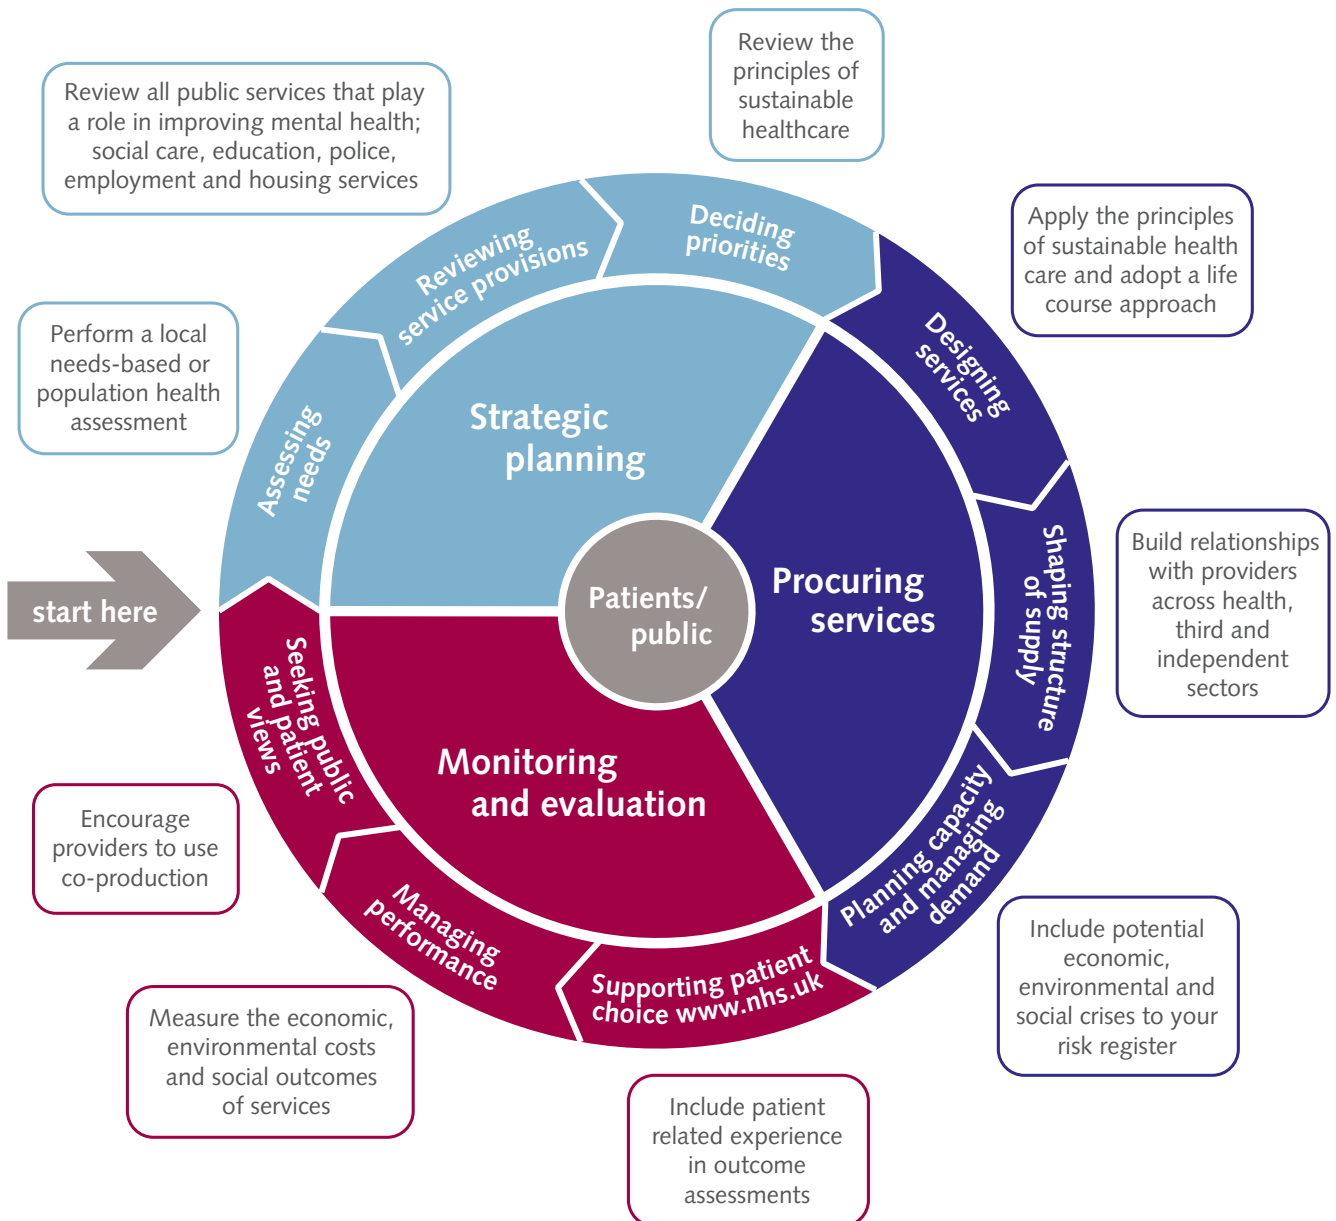 Review the
principles of
sustainable
healthcare
Review all public services that play
a role in improving mental health;
social care, education, police,
employment and housing services
Apply the principles
of sustainable health
care and adopt a life
course approach
Perform a local
needs-based or
population health
assessment
Deciding
priorities
Reviewing
service provisions
Designing
services
Assessing
needs
Strategic
planning
Build relationships
with providers
across health,
third and
independent
sectors
Shaping structure
of supply
Procuring
services
Patients/
public
start here
Seeking public
and patient
views
Monitoring
and evaluation
Planning capacity
and managing
demand
Encourage
providers to use
co-production
Managing
performance
Supporting patient
choice www.nhs.uk
Include potential
economic,
environmental and
social crises to your
risk register
Measure the economic,
environmental costs
and social outcomes
of services
Include patient
related experience
in outcome
assessments